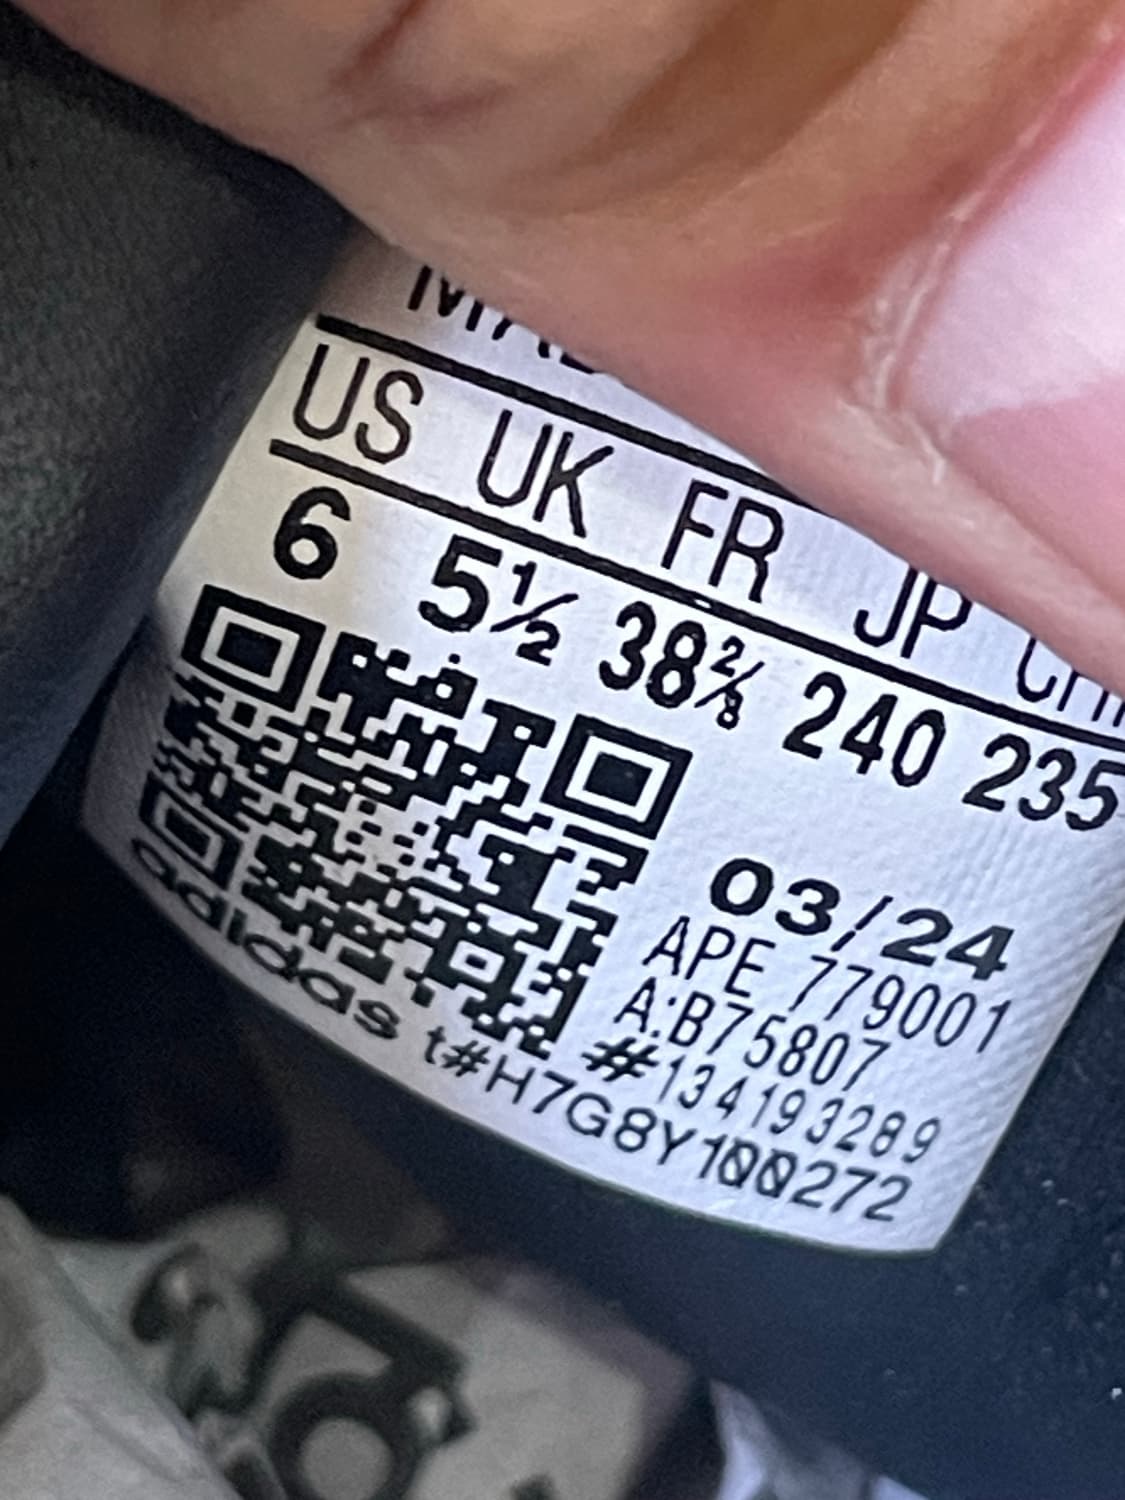 US UK FR JP
6 5½ 38⅔ 240 235
03/24
APE 779001
A:B75807
#134193289
adidas t#H7G8Y100272